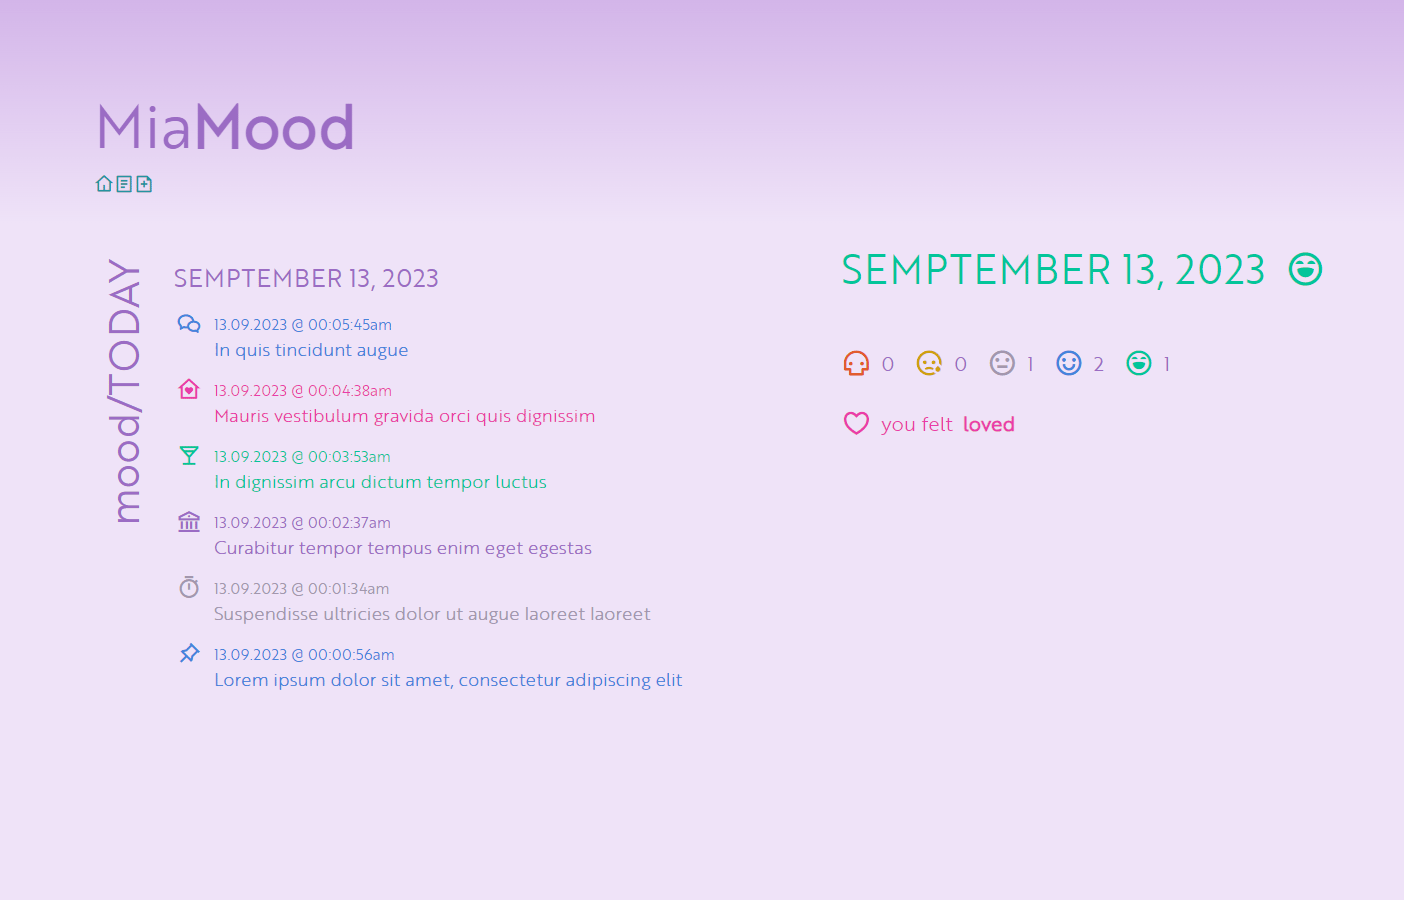 MiaMood
mood/TODAY
SEMPTEMBER 13, 2023
13.09.2023 @ 00:05:45am
In quis tincidunt augue
13.09.2023 @ 00:04:38am
Mauris vestibulum gravida orci quis dignissim
13.09.2023 @ 00:03:53am
In dignissim arcu dictum tempor luctus
13.09.2023 @ 00:02:37am
Curabitur tempor tempus enim eget egestas
13.09.2023 @ 00:01:34am
Suspendisse ultricies dolor ut augue laoreet laoreet
13.09.2023 @ 00:00:56am
Lorem ipsum dolor sit amet, consectetur adipiscing elit
SEMPTEMBER 13, 2023
0 0 1 2 1
you felt loved